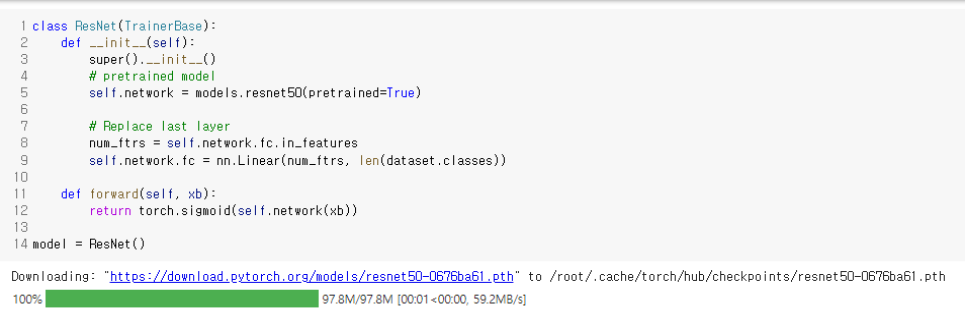 1 class ResNet(TrainerBase):
2     def __init__(self):
3         super().__init__()
4         # pretrained model
5         self.network = models.resnet50(pretrained=True)
6
7         # Replace last layer
8         num_ftrs = self.network.fc.in_features
9         self.network.fc = nn.Linear(num_ftrs, len(dataset.classes))
10
11     def forward(self, xb):
12         return torch.sigmoid(self.network(xb))
13
14 model = ResNet()
Downloading: "https://download.pytorch.org/models/resnet50-0676ba61.pth" to /root/.cache/torch/hub/checkpoints/resnet50-0676ba61.pth
100% 97.8M/97.8M [00:01<00:00, 59.2MB/s]